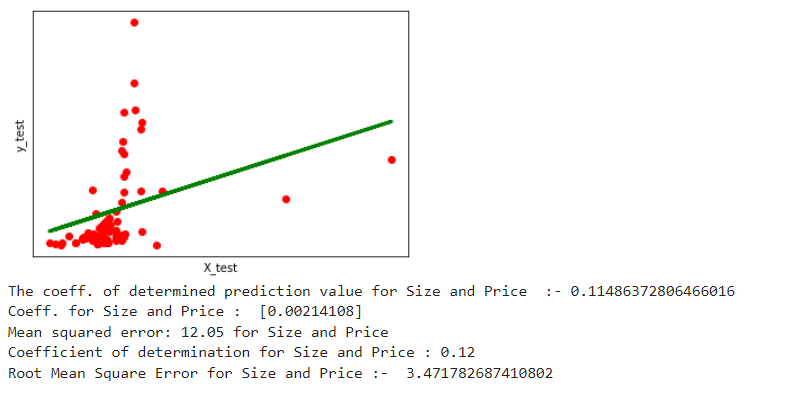 y_test
X_test
The coeff. of determined prediction value for Size and Price  :- 0.11486372806466016
Coeff. for Size and Price :  [0.00214108]
Mean squared error: 12.05 for Size and Price
Coefficient of determination for Size and Price : 0.12
Root Mean Square Error for Size and Price :-  3.471782687410802